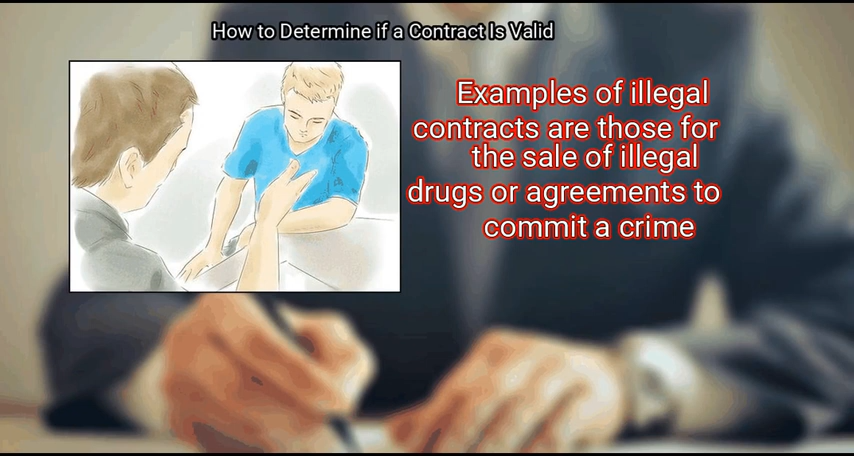 How to Determine if a Contract Is Valid
Examples of illegal
contracts are those for
the sale of illegal
drugs or agreements to
commit a crime